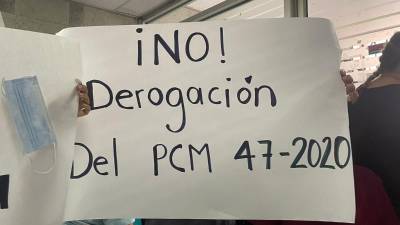 ¡NO!
Derogación
Del PCM 47-2020